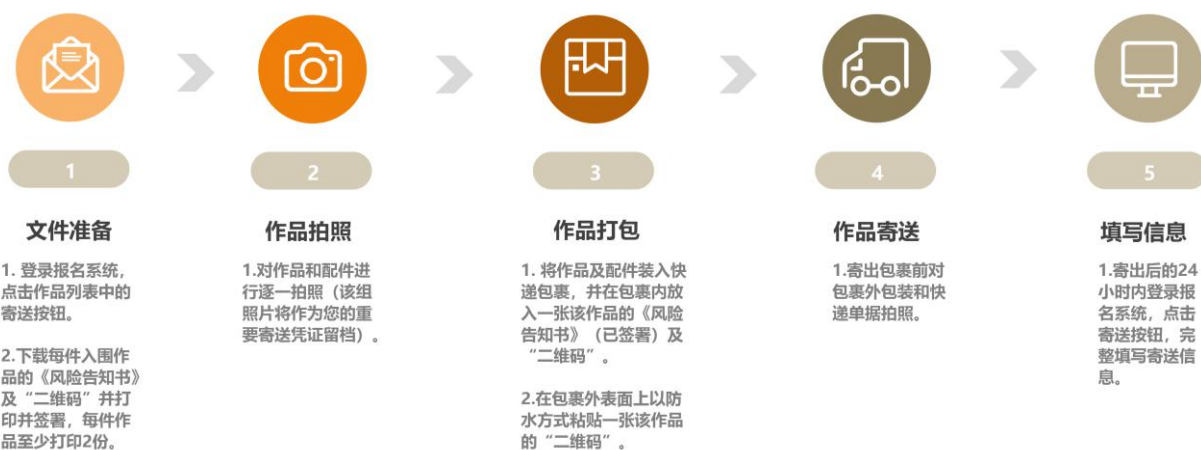 1
文件准备
1. 登录报名系统，
点击作品列表中的
寄送按钮。
2.下载每件入围作
品的《风险告知书》
及“二维码”并打
印并签署，每件作
品至少打印2份。
2
作品拍照
1.对作品和配件进
行逐一拍照（该组
照片将作为您的重
要寄送凭证留档）。
3
作品打包
1. 将作品及配件装入快
递包裹，并在包裹内放
入一张该作品的《风险
告知书》（已签署）及
“二维码”。
2.在包裹外表面上以防
水方式粘贴一张该作品
的“二维码”。
4
作品寄送
1.寄出包裹前对
包裹外包装和快
递单据拍照。
5
填写信息
1.寄出后的24
小时内登录报
名系统，点击
寄送按钮，完
整填写寄送信
息。